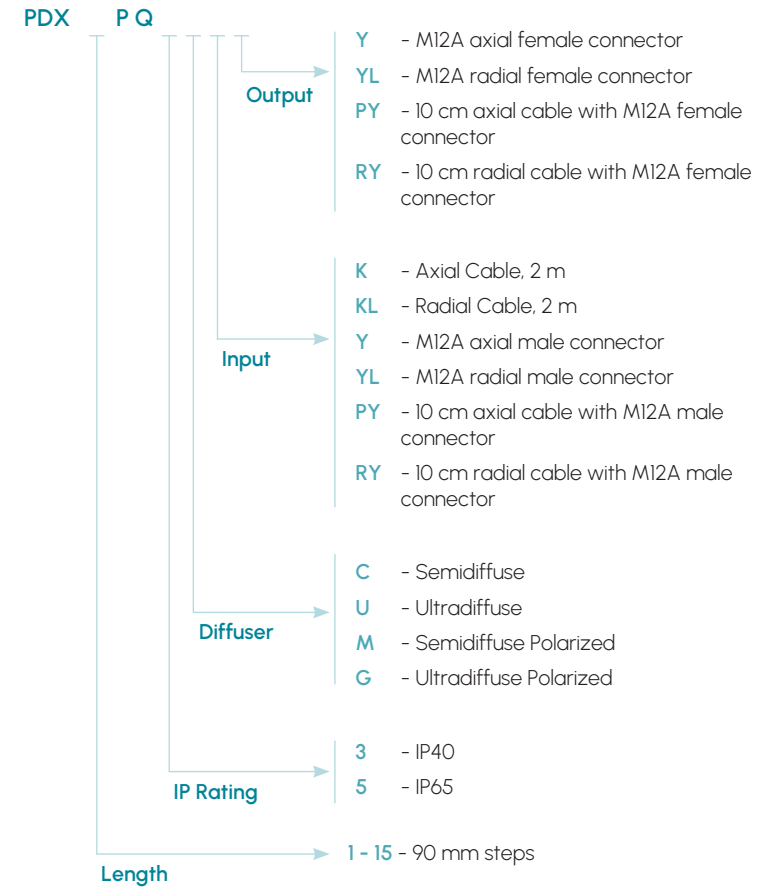 PDX P Q
Output
Y - M12A axial female connector
YL - M12A radial female connector
PY - 10 cm axial cable with M12A female
connector
RY - 10 cm radial cable with M12A female
connector
Input
K - Axial Cable, 2 m
KL - Radial Cable, 2 m
Y - M12A axial male connector
YL - M12A radial male connector
PY - 10 cm axial cable with M12A male
connector
RY - 10 cm radial cable with M12A male
connector
Diffuser
C - Semidiffuse
U - Ultradiffuse
M - Semidiffuse Polarized
G - Ultradiffuse Polarized
IP Rating
3 - IP40
5 - IP65
Length
1 - 15 - 90 mm steps